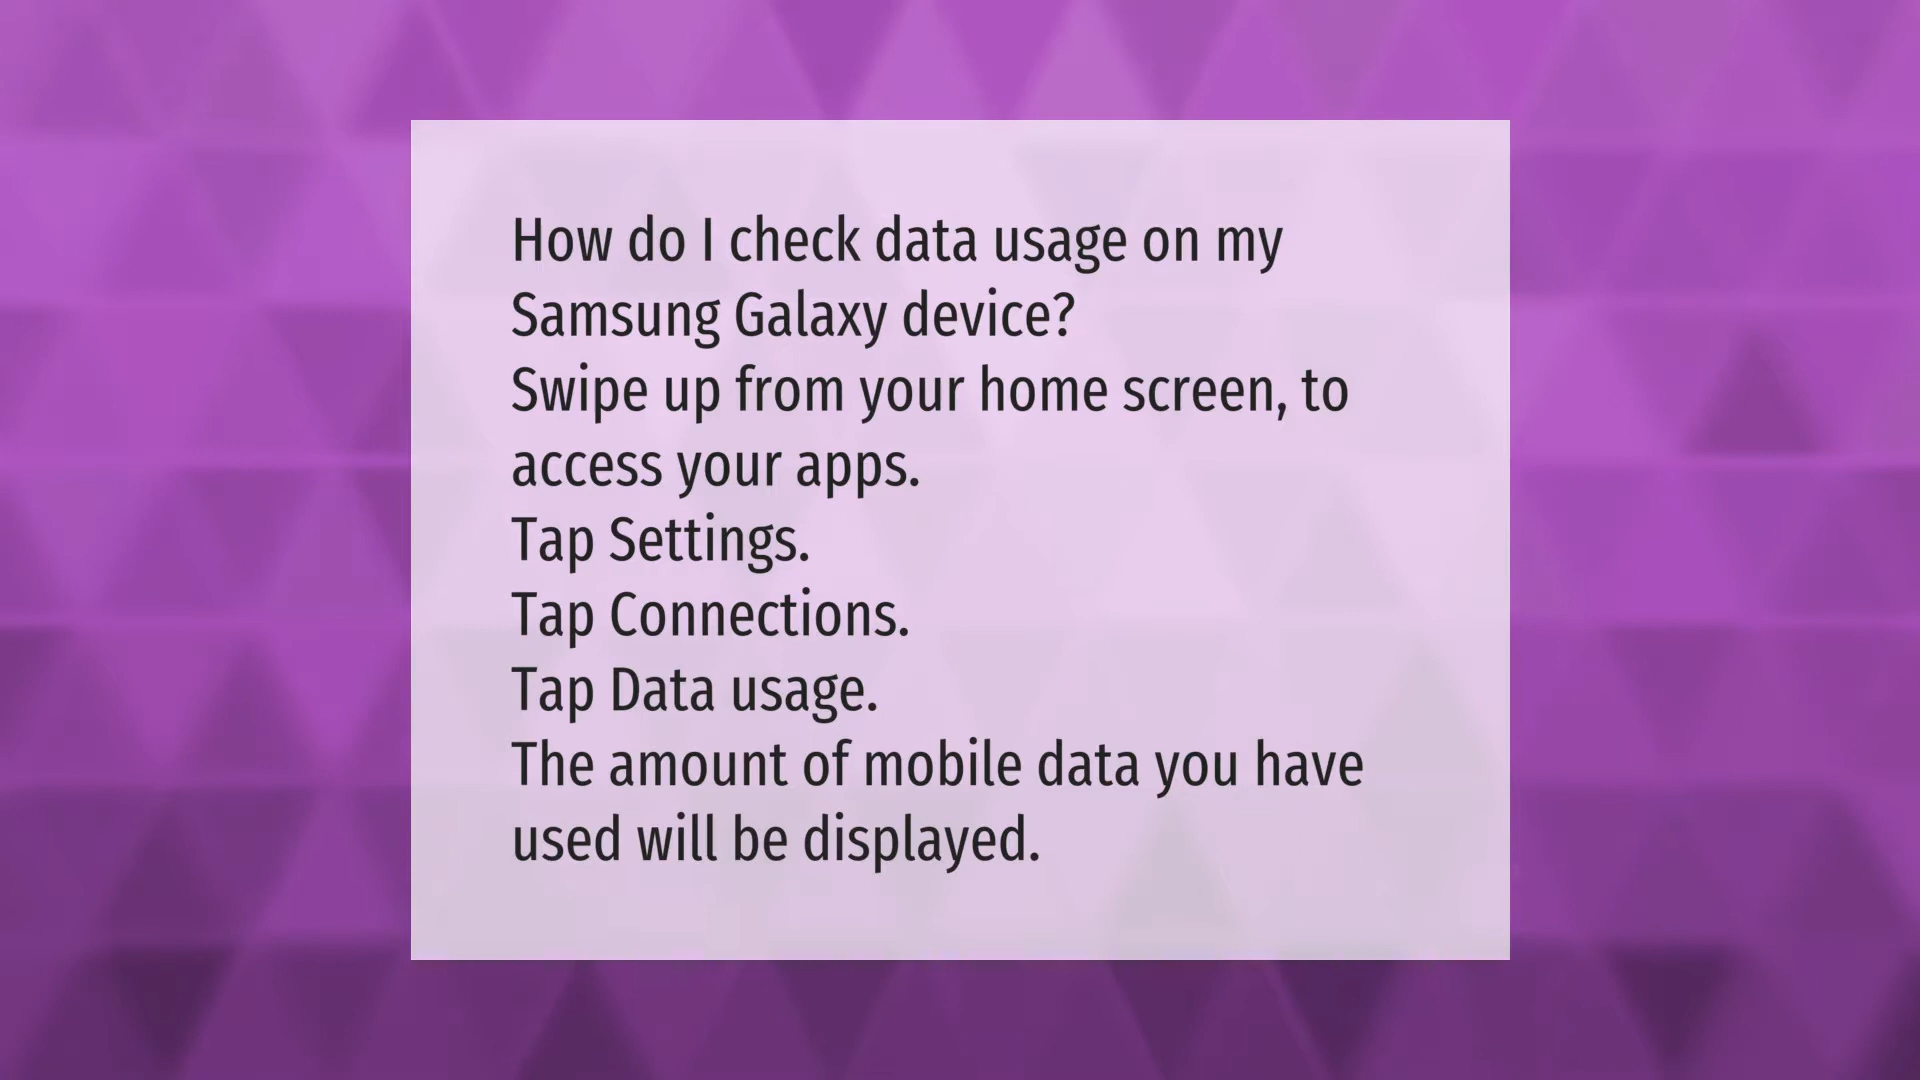 How do I check data usage on my
Samsung Galaxy device?
Swipe up from your home screen, to
access your apps.
Tap Settings.
Tap Connections.
Tap Data usage.
The amount of mobile data you have
used will be displayed.